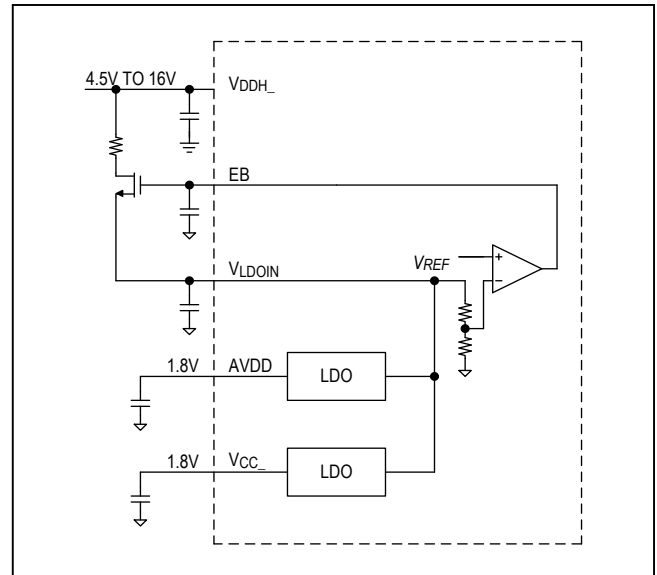 4.5V TO 16V
VDDH_
EB
VLDOIN
VREF
+
−
1.8V
AVDD
LDO
1.8V
VCC_
LDO